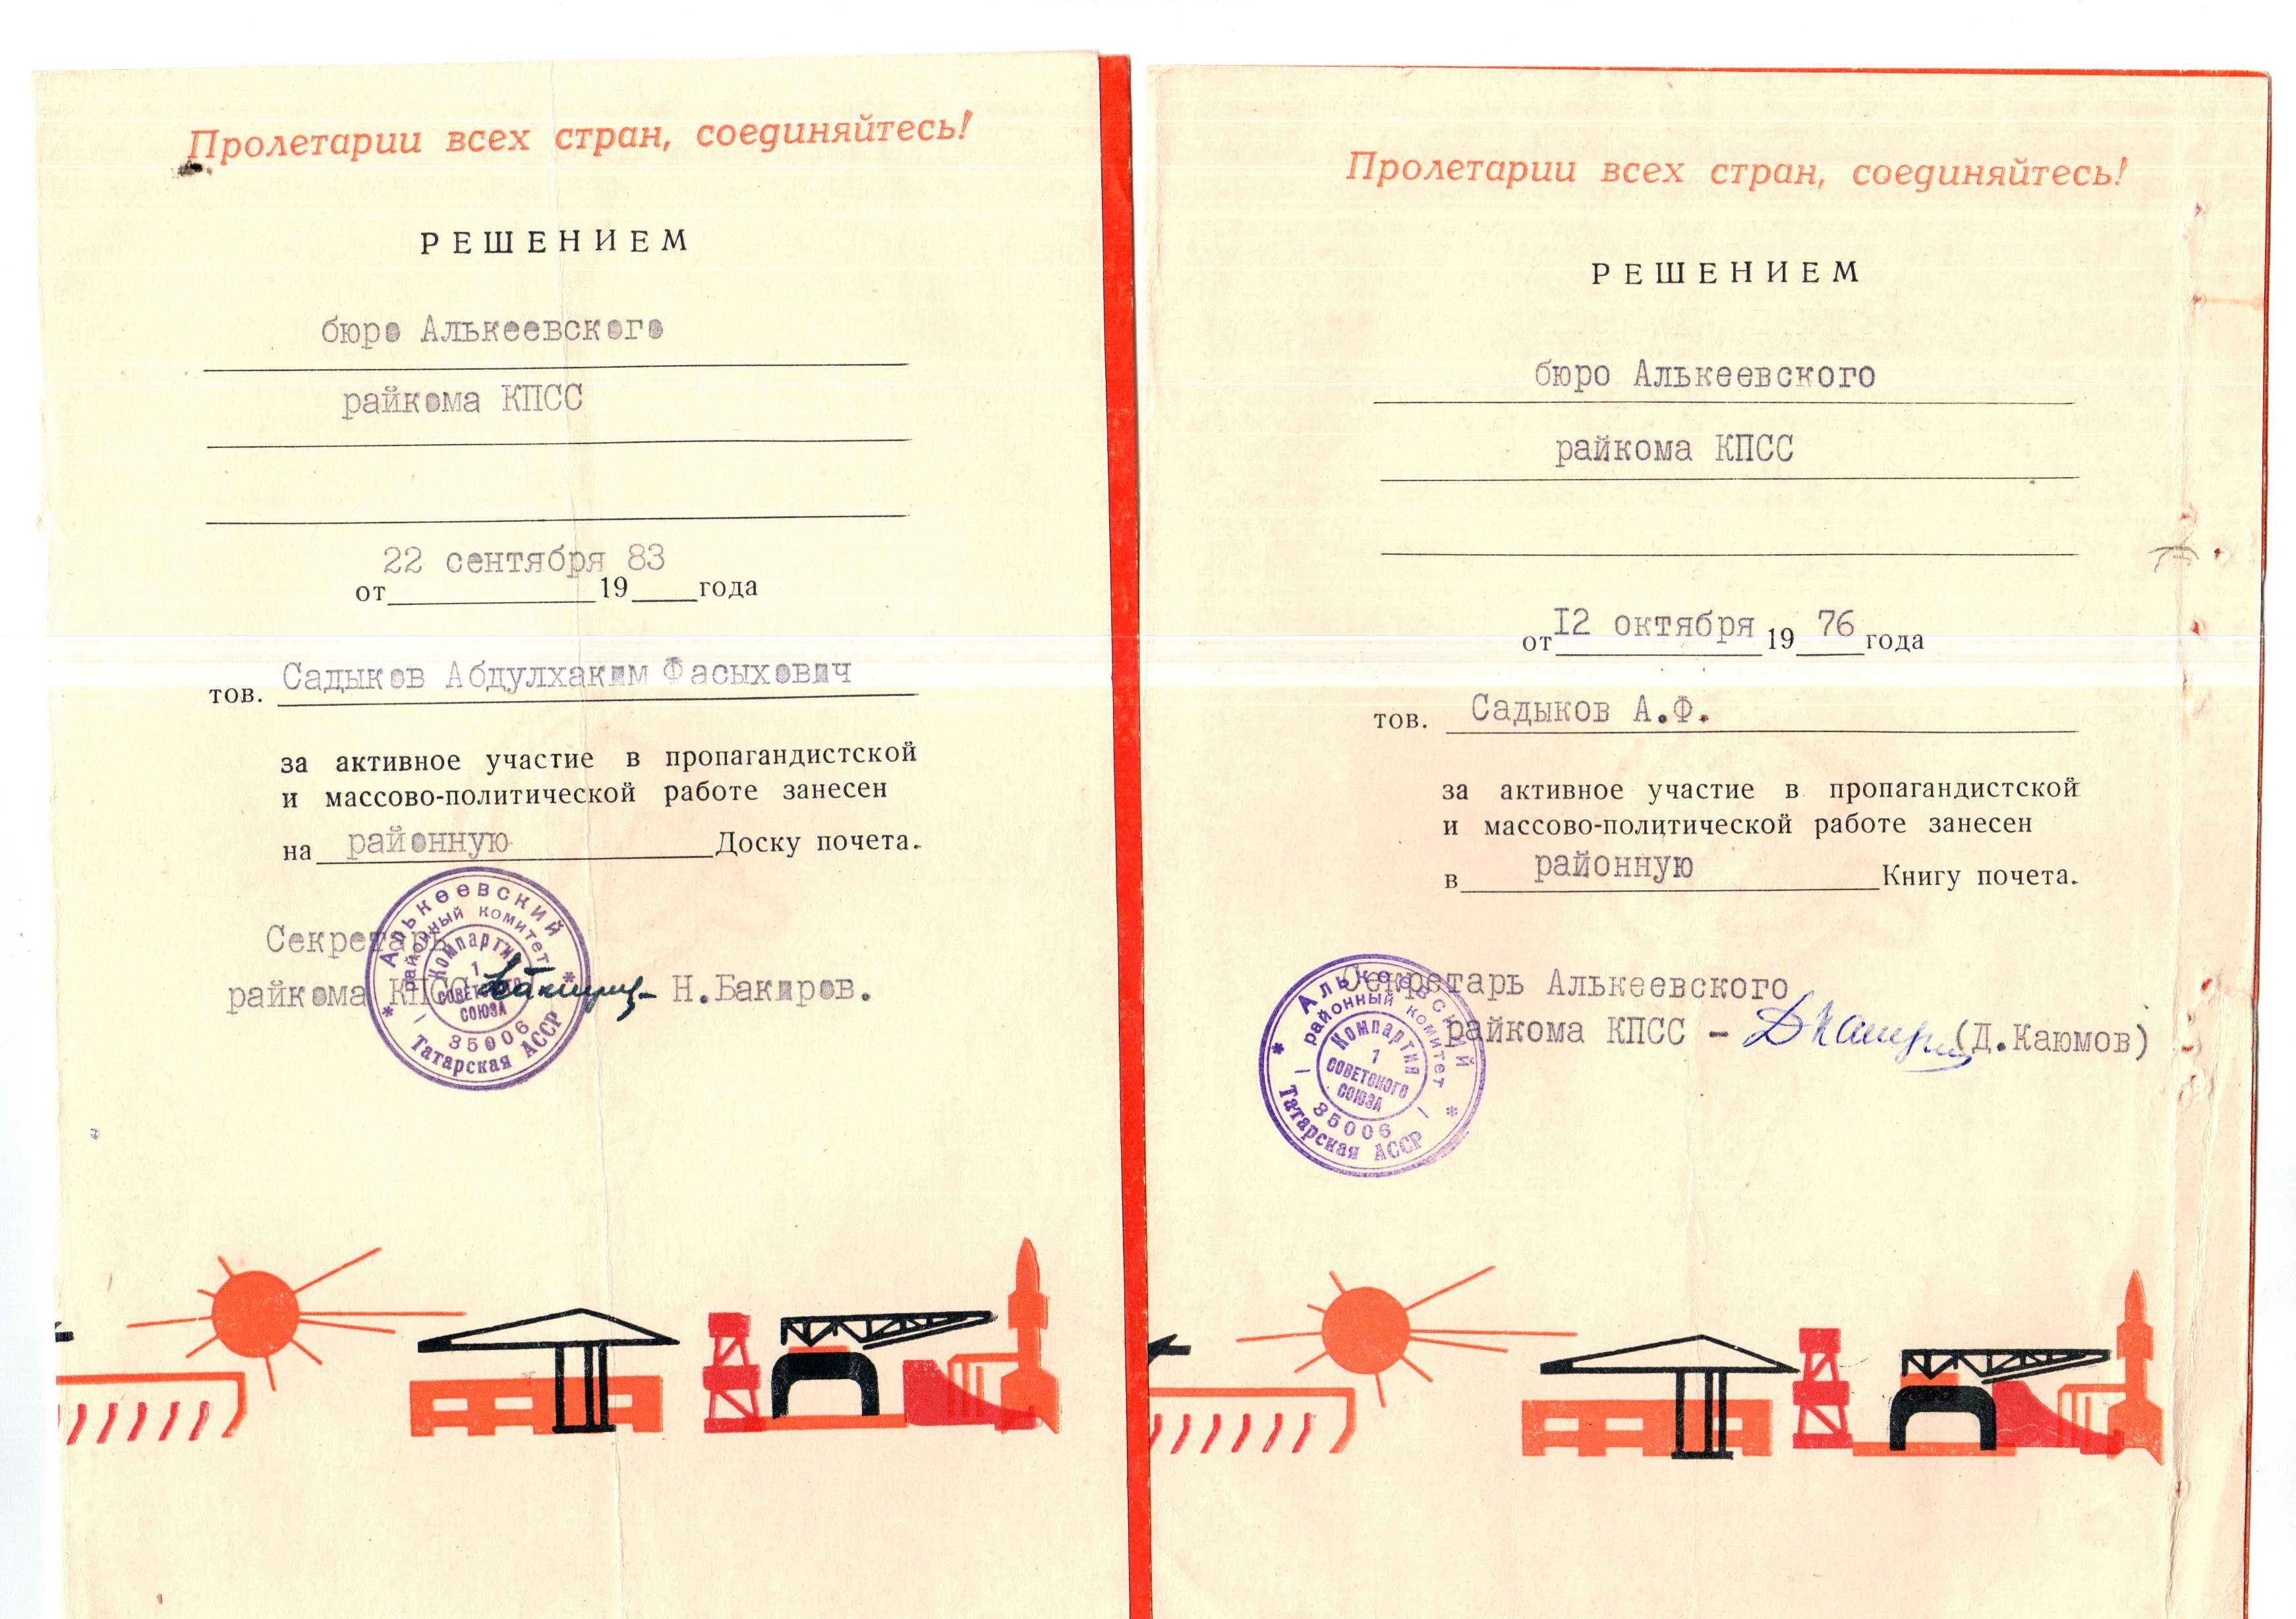 Пролетарии всех стран, соединяйтесь!
РЕШЕНИЕМ
бюро Алькеевского
райкома КПСС
22 сентября 83
от 19 года
тов. Садыков Абдулхаким Фасыхович
за активное участие в пропагандистской
и массово-политической работе занесен
на районную Доску почета.
Секретарь
райкома КПСС Н.Бакиров.
Алькеевский
районный комитет
Компартия
1
СОВЕТСКОГО
СОЮЗА
35006
Татарская АССР
Пролетарии всех стран, соединяйтесь!
РЕШЕНИЕМ
бюро Алькеевского
райкома КПСС
от 12 октября 19 76 года
тов. Садыков А.Ф.
за активное участие в пропагандистской
и массово-политической работе занесен
в районную Книгу почета.
Секретарь Алькеевского
райкома КПСС – (Д.Каюмов)
Алькеевский
районный комитет
Компартия
1
СОВЕТСКОГО
СОЮЗА
35006
Татарская АССР